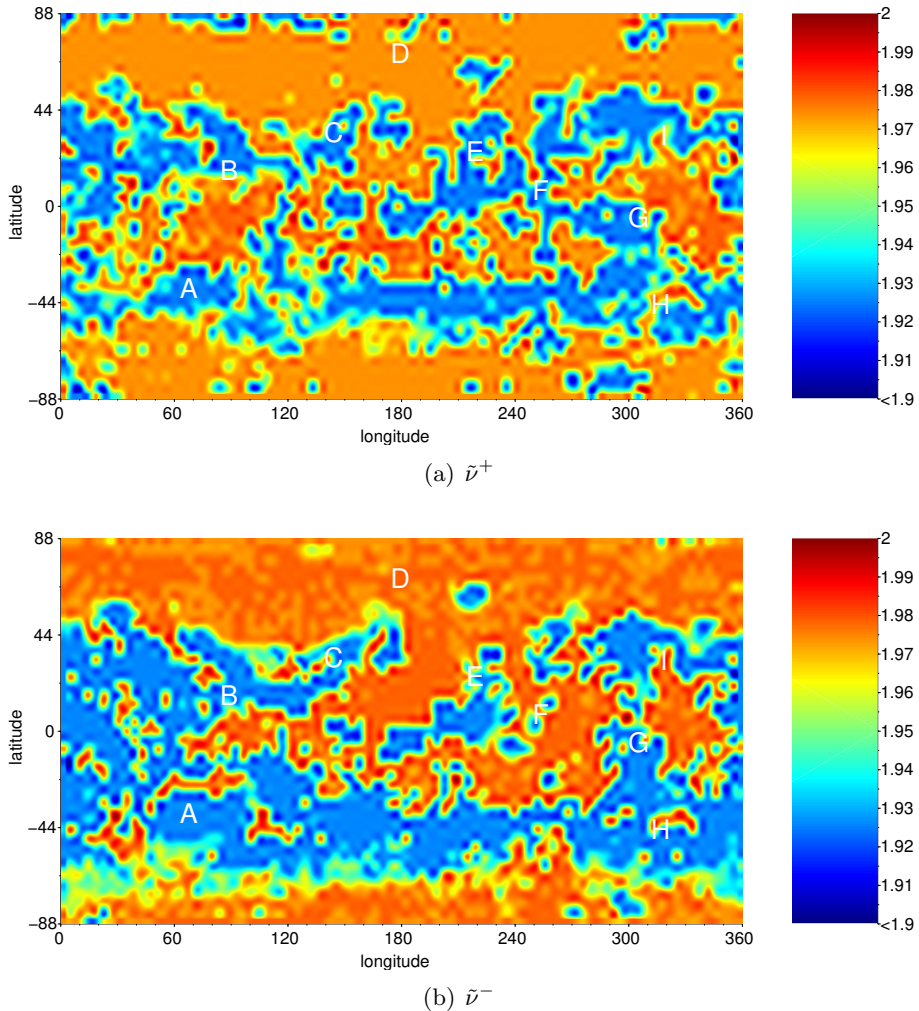 88
44
0
−44
−88
latitude
0 60 120 180 240 300 360
longitude
A
B
C
D
E
F
G
H
I
2
1.99
1.98
1.97
1.96
1.95
1.94
1.93
1.92
1.91
<1.9
(a) ν̃⁺
88
44
0
−44
−88
latitude
0 60 120 180 240 300 360
longitude
A
B
C
D
E
F
G
H
I
2
1.99
1.98
1.97
1.96
1.95
1.94
1.93
1.92
1.91
<1.9
(b) ν̃⁻